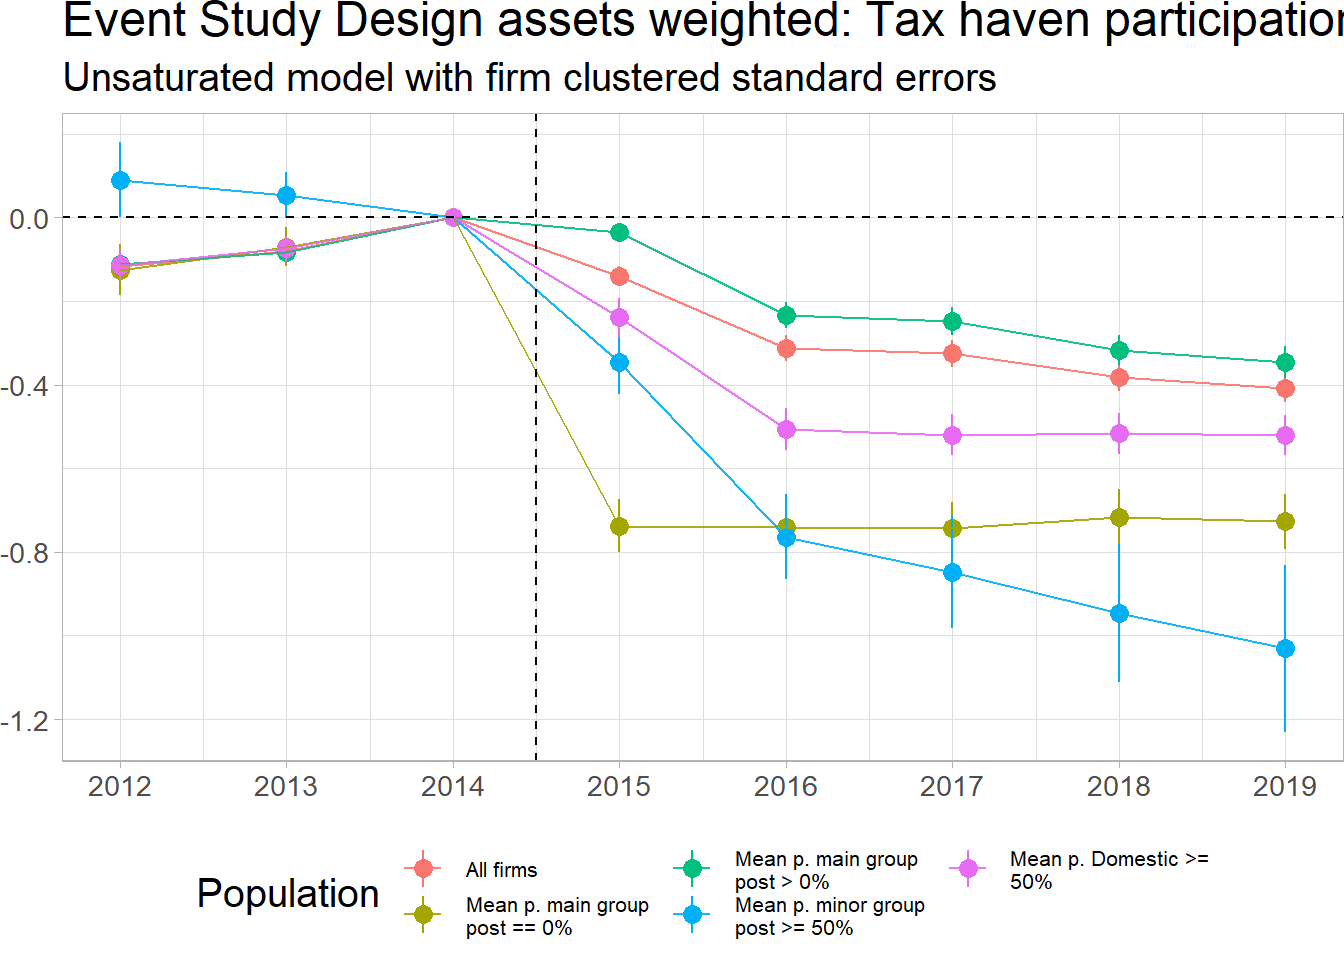 Event Study Design assets weighted: Tax haven participation
Unsaturated model with firm clustered standard errors
0.0
-0.4
-0.8
-1.2
2012 2013 2014 2015 2016 2017 2018 2019
Population
All firms
Mean p. main group
post == 0%
Mean p. main group
post > 0%
Mean p. minor group
post >= 50%
Mean p. Domestic >=
50%